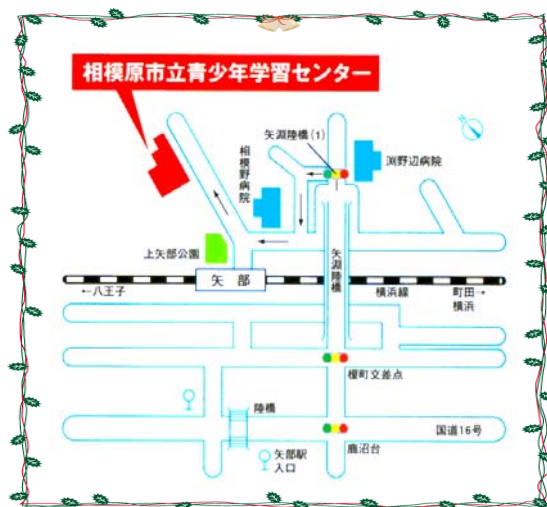 相模原市立青少年学習センター
矢淵陸橋(1)
渕野辺病院
相模野病院
矢淵陸橋
上矢部公園
矢部
←八王子
横浜線
町田→
横浜
榎町交差点
陸橋
国道16号
矢部駅
入口
鹿沼台